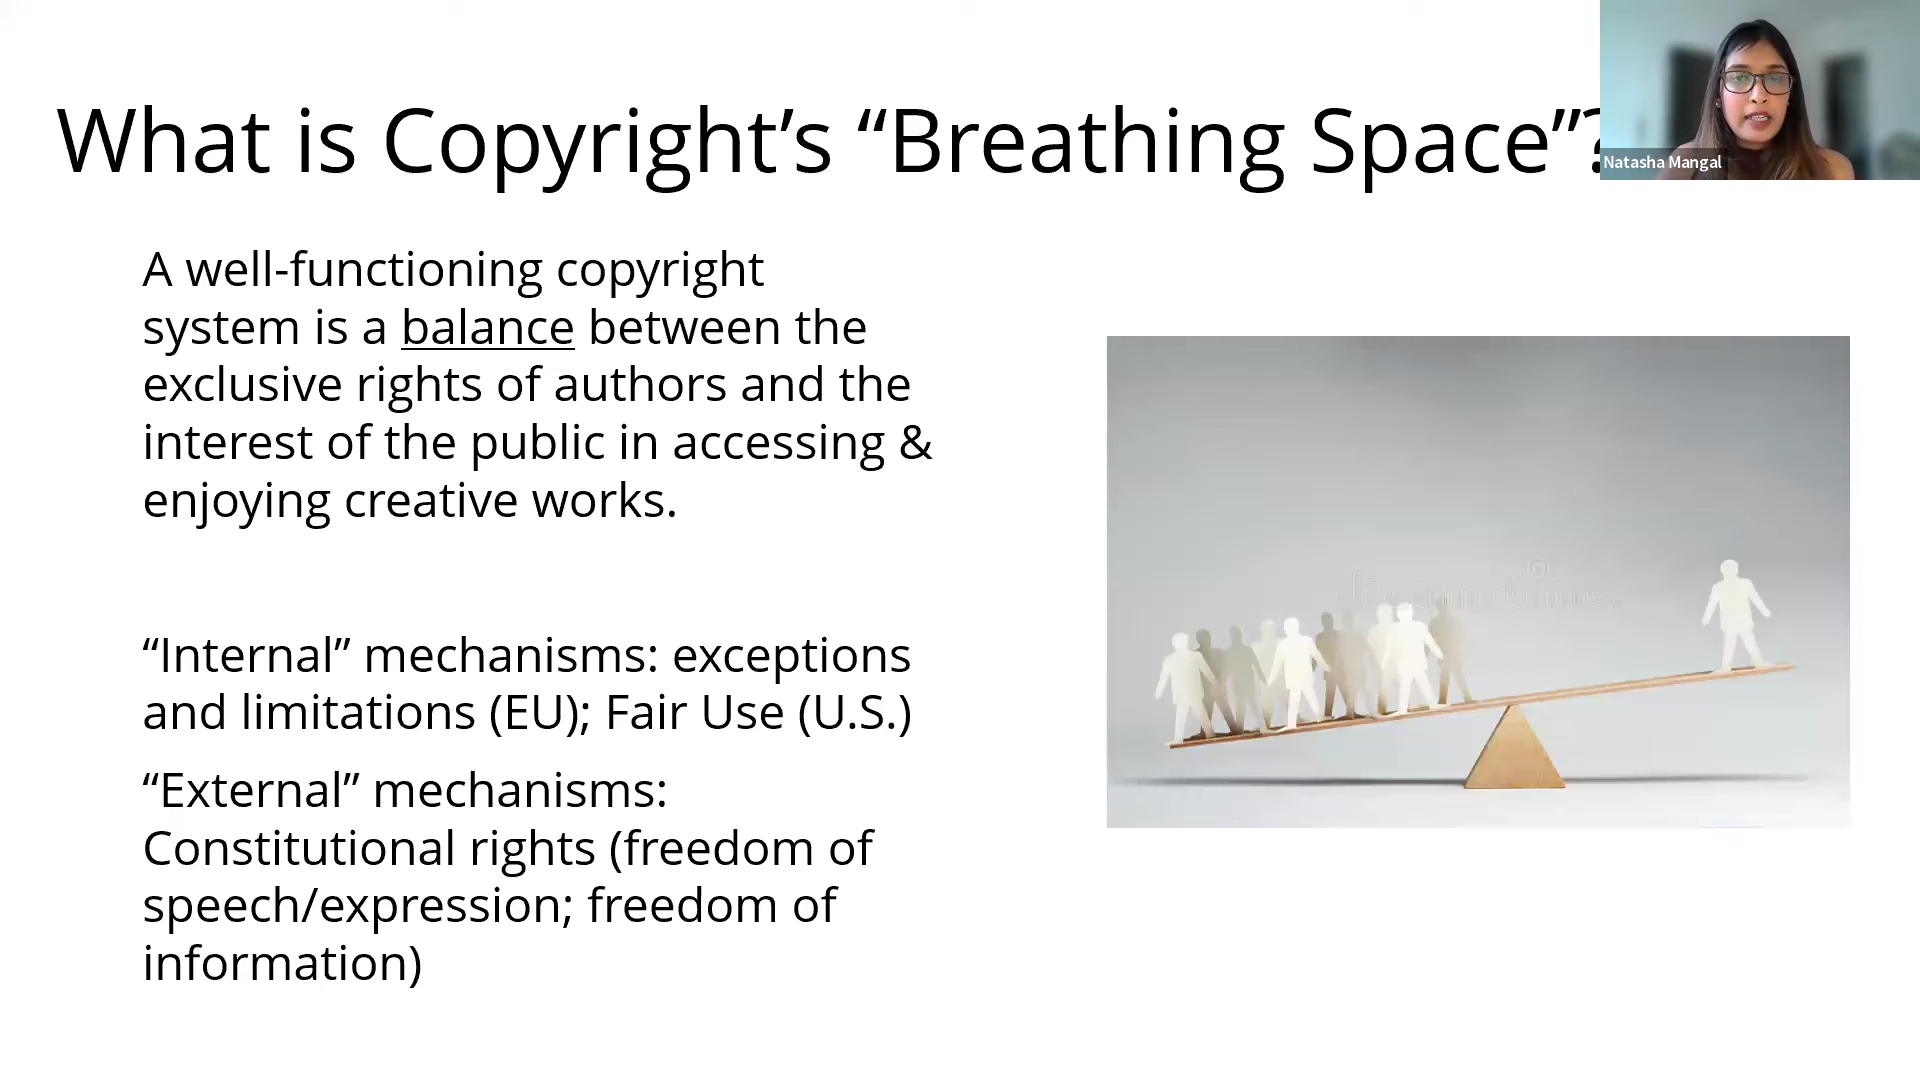 What is Copyright’s “Breathing Space”?
Natasha Mangal
A well-functioning copyright
system is a balance between the
exclusive rights of authors and the
interest of the public in accessing &
enjoying creative works.
“Internal” mechanisms: exceptions
and limitations (EU); Fair Use (U.S.)
“External” mechanisms:
Constitutional rights (freedom of
speech/expression; freedom of
information)